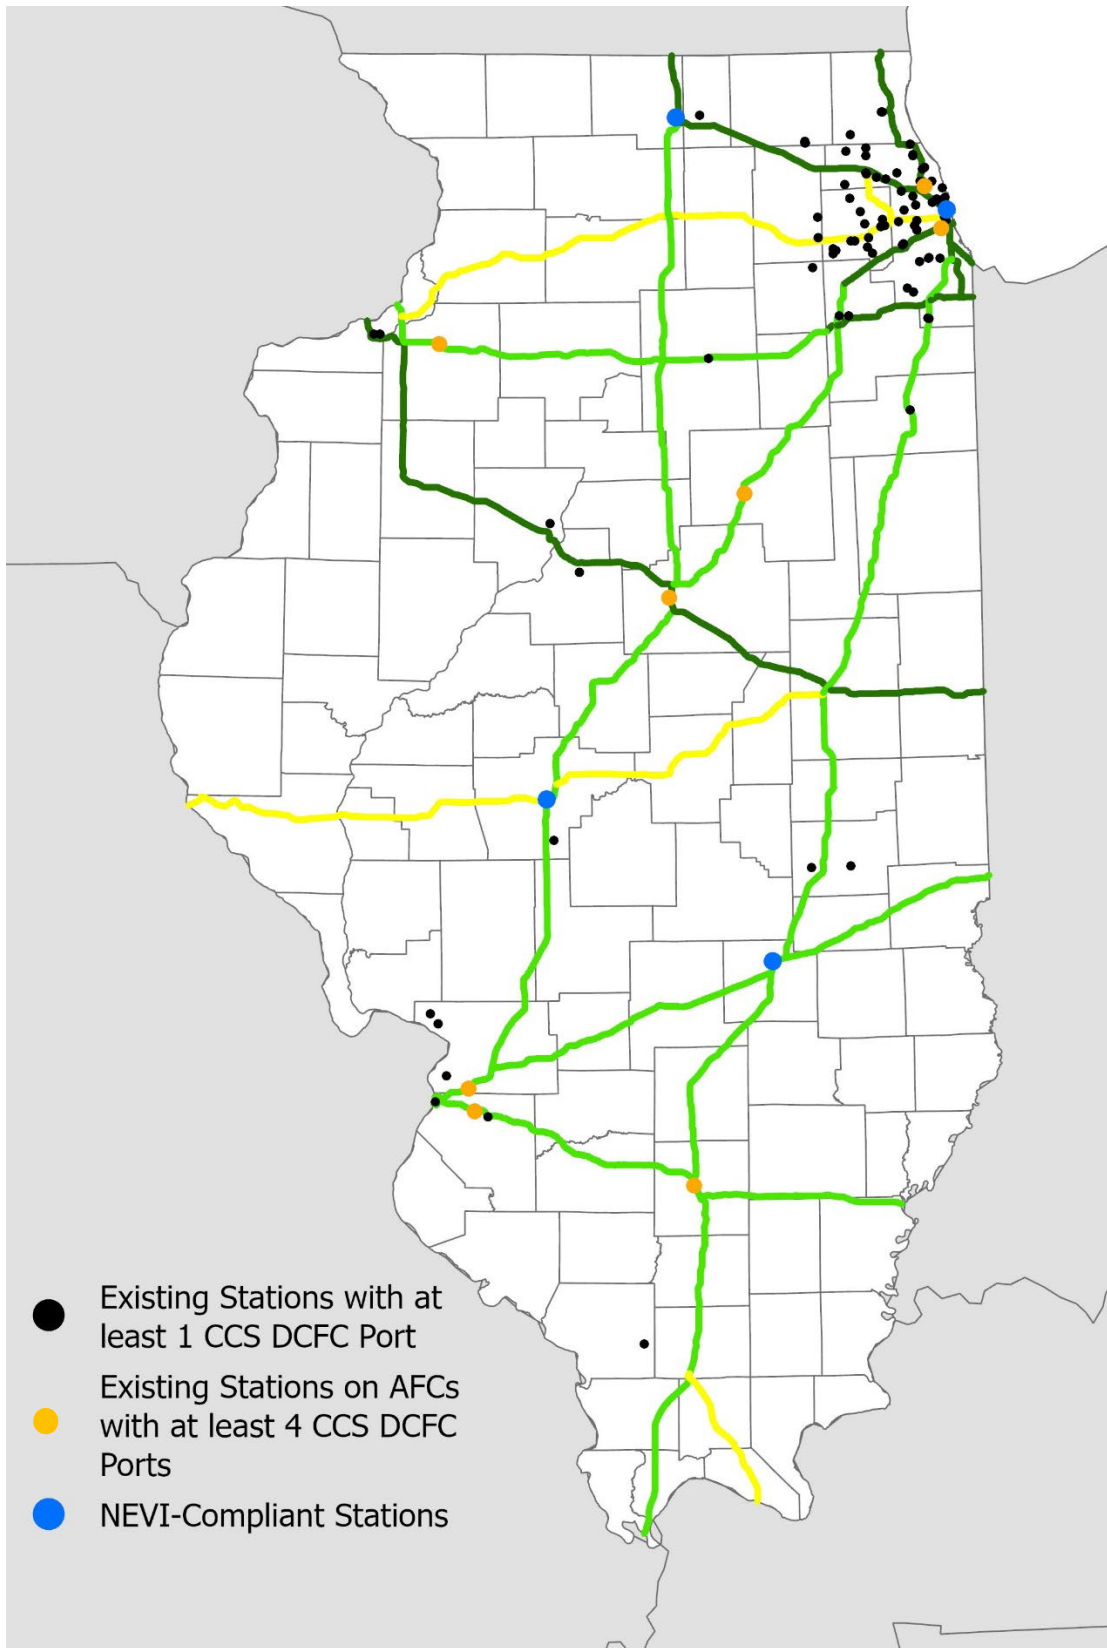 Existing Stations with at
least 1 CCS DCFC Port
Existing Stations on AFCs
with at least 4 CCS DCFC
Ports
NEVI-Compliant Stations